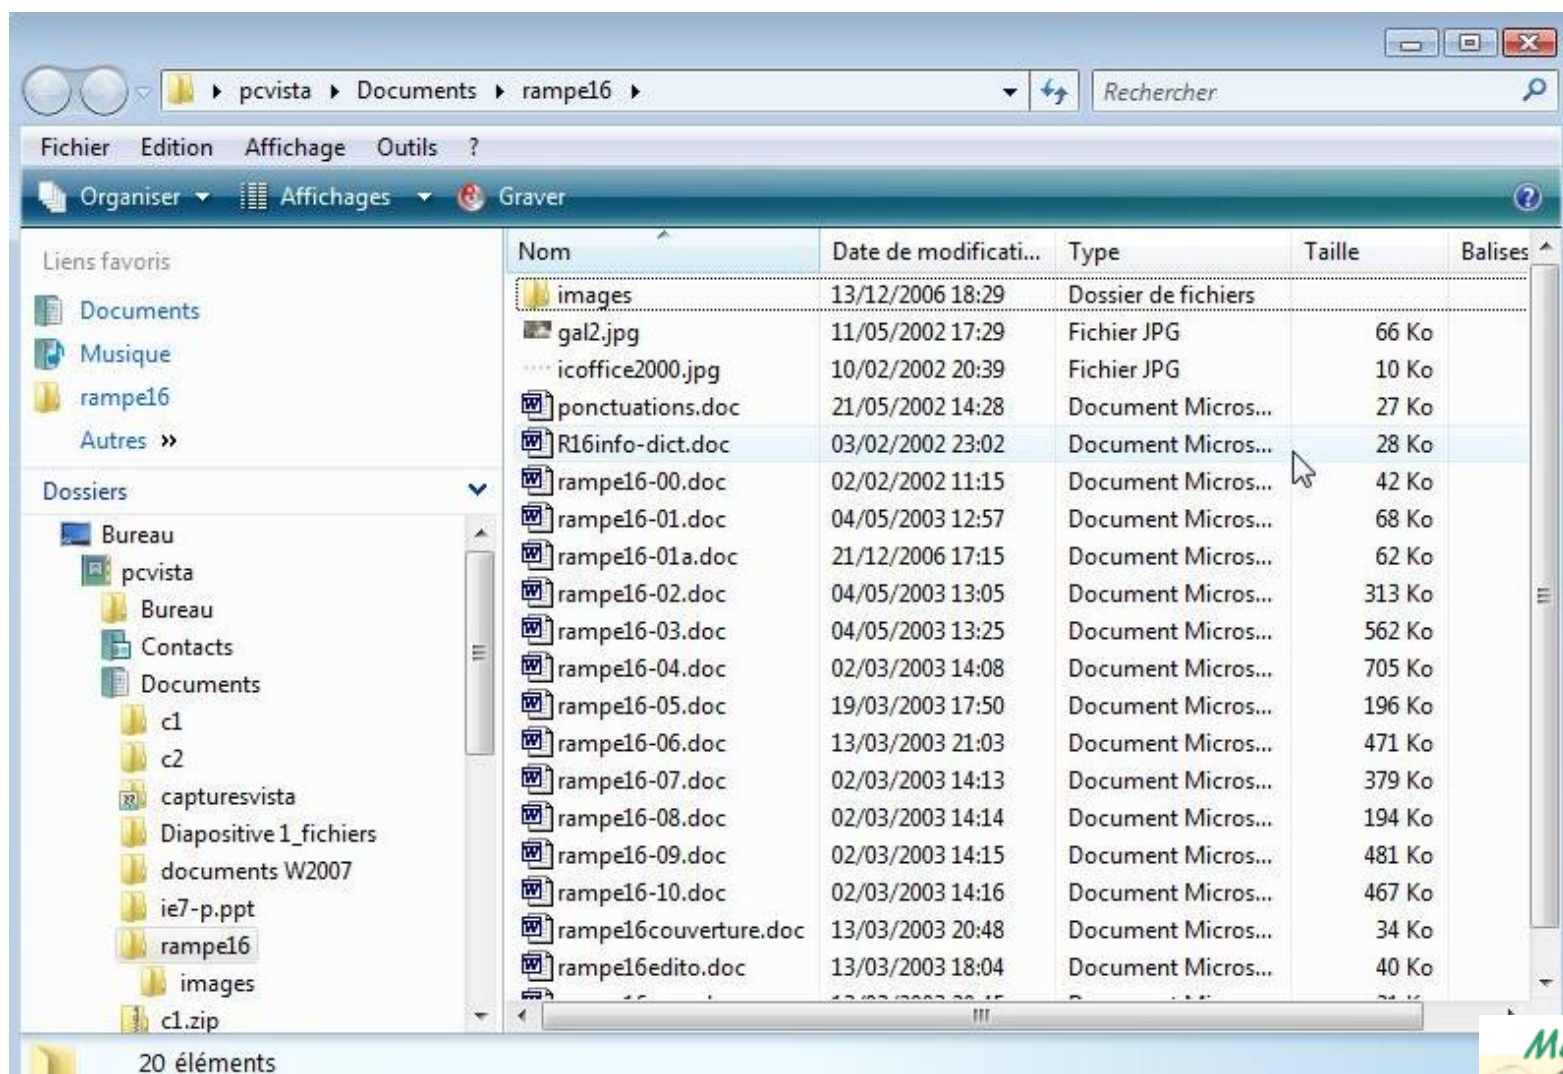 pcvista Documents rampe16 Rechercher
Fichier Edition Affichage Outils ?
Organiser Affichages Graver ?
Liens favoris
Documents
Musique
rampe16
Autres »
Dossiers
Bureau
pcvista
Bureau
Contacts
Documents
c1
c2
capturesvista
Diapositive 1_fichiers
documents W2007
ie7-p.ppt
rampe16
images
c1.zip
Nom Date de modificati... Type Taille Balises
images 13/12/2006 18:29 Dossier de fichiers
gal2.jpg 11/05/2002 17:29 Fichier JPG 66 Ko
icoffice2000.jpg 10/02/2002 20:39 Fichier JPG 10 Ko
ponctuations.doc 21/05/2002 14:28 Document Micros... 27 Ko
R16info-dict.doc 03/02/2002 23:02 Document Micros... 28 Ko
rampe16-00.doc 02/02/2002 11:15 Document Micros... 42 Ko
rampe16-01.doc 04/05/2003 12:57 Document Micros... 68 Ko
rampe16-01a.doc 21/12/2006 17:15 Document Micros... 62 Ko
rampe16-02.doc 04/05/2003 13:05 Document Micros... 313 Ko
rampe16-03.doc 04/05/2003 13:25 Document Micros... 562 Ko
rampe16-04.doc 02/03/2003 14:08 Document Micros... 705 Ko
rampe16-05.doc 19/03/2003 17:50 Document Micros... 196 Ko
rampe16-06.doc 13/03/2003 21:03 Document Micros... 471 Ko
rampe16-07.doc 02/03/2003 14:13 Document Micros... 379 Ko
rampe16-08.doc 02/03/2003 14:14 Document Micros... 194 Ko
rampe16-09.doc 02/03/2003 14:15 Document Micros... 481 Ko
rampe16-10.doc 02/03/2003 14:16 Document Micros... 467 Ko
rampe16couverture.doc 13/03/2003 20:48 Document Micros... 34 Ko
rampe16edito.doc 13/03/2003 18:04 Document Micros... 40 Ko
20 éléments